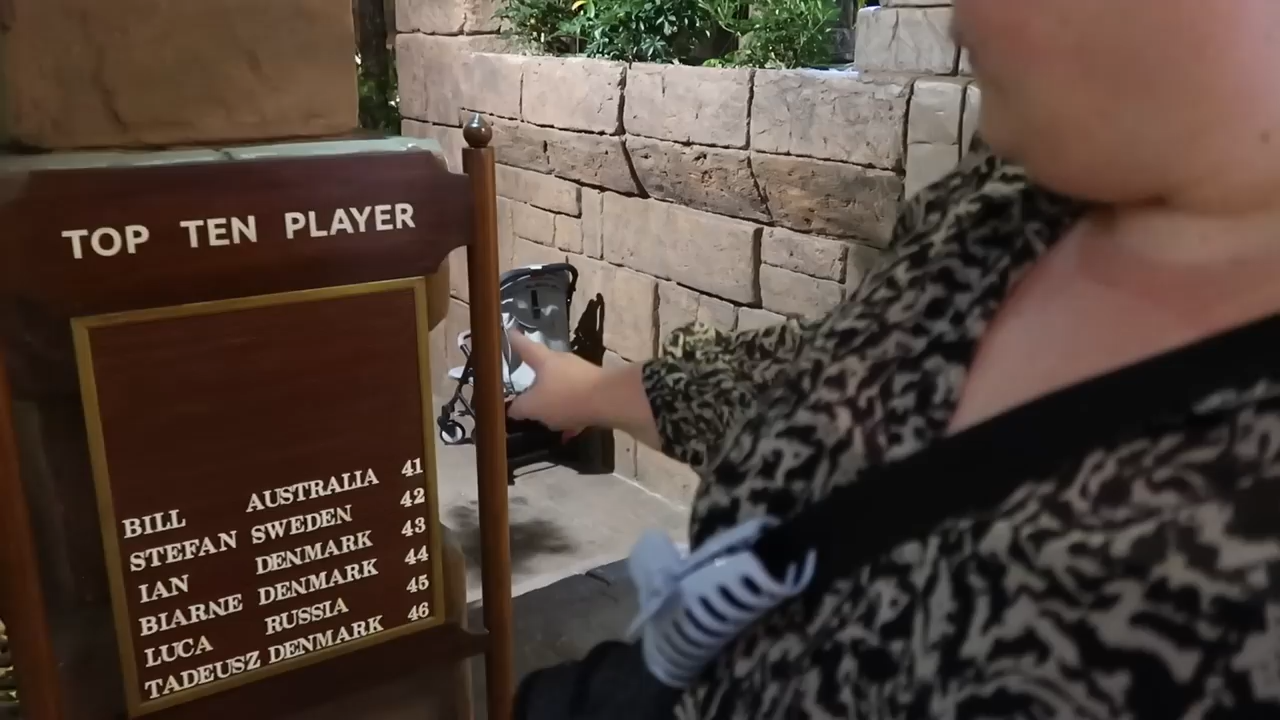 TOP TEN PLAYER
BILL AUSTRALIA 41
STEFAN SWEDEN 42
IAN DENMARK 43
BIARNE DENMARK 44
LUCA RUSSIA 45
TADEUSZ DENMARK 46